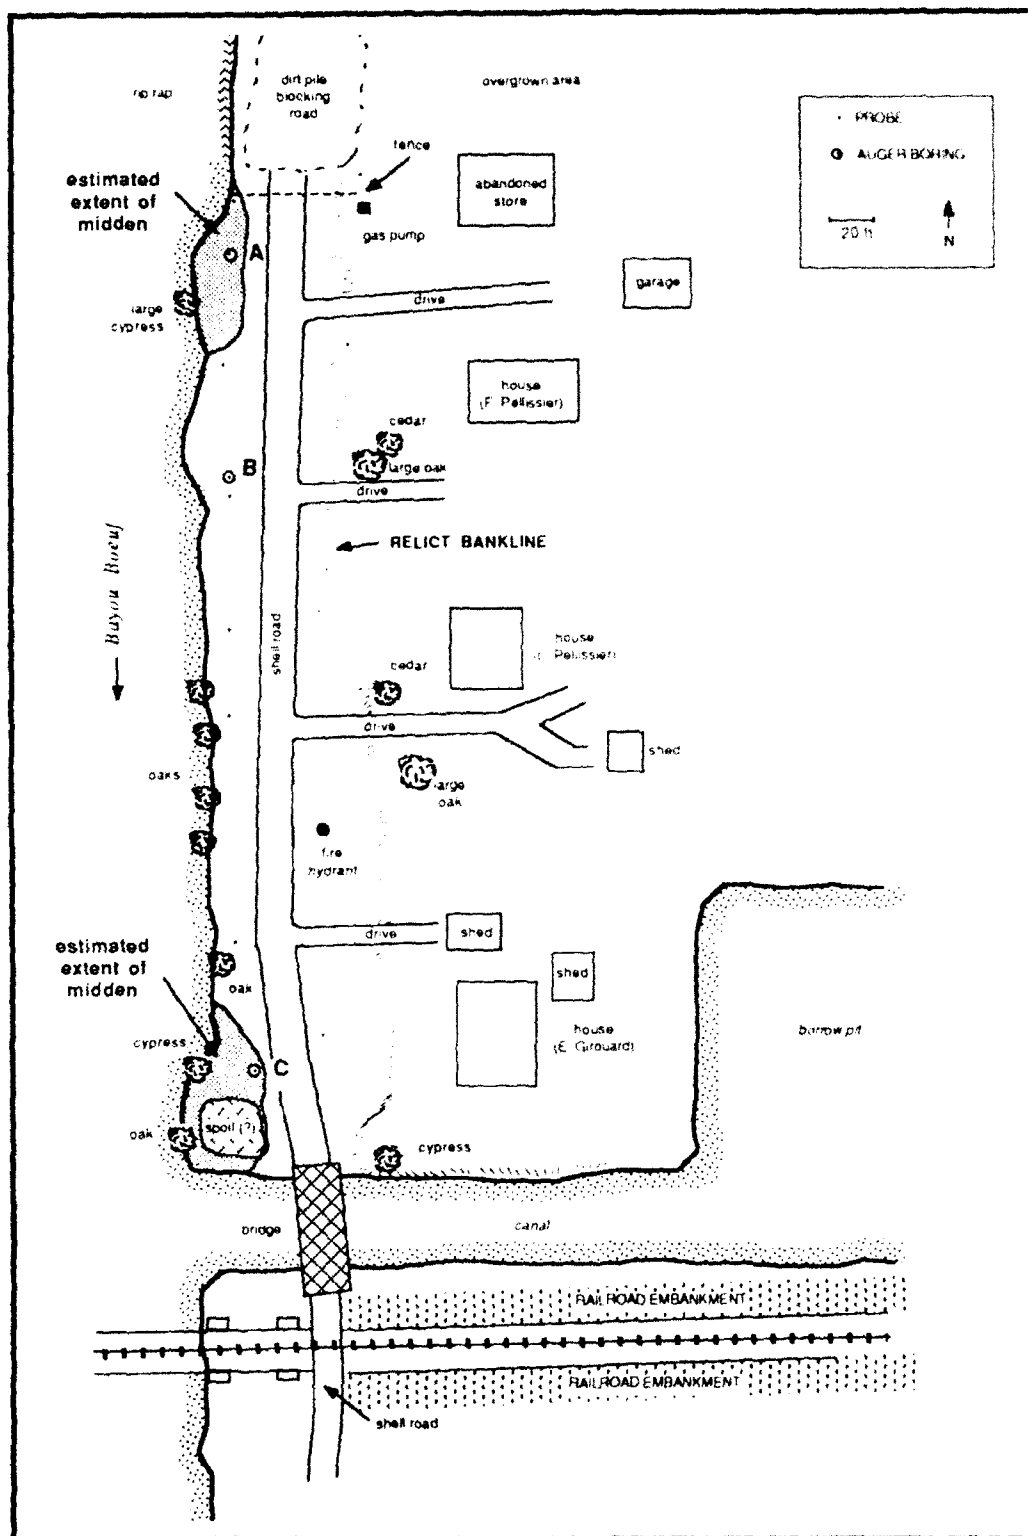 rip rap
dirt pile
blocking
road
overgrown area
PROBE
AUGER BORING
20 ft
N
fence
estimated
extent of
midden
abandoned
store
gas pump
A
garage
drive
large
cypress
house
(F. Pellissier)
cedar
large oak
B
drive
RELICT BANKLINE
Bayou Boeuf
shell road
house
Pellissier)
cedar
drive
shed
oaks
large
oak
fire
hydrant
drive
shed
estimated
extent of
midden
oak
shed
cypress
house
(E. Girouard)
borrow pit
C
oak
spoil (?)
cypress
bridge
canal
RAILROAD EMBANKMENT
RAILROAD EMBANKMENT
shell road